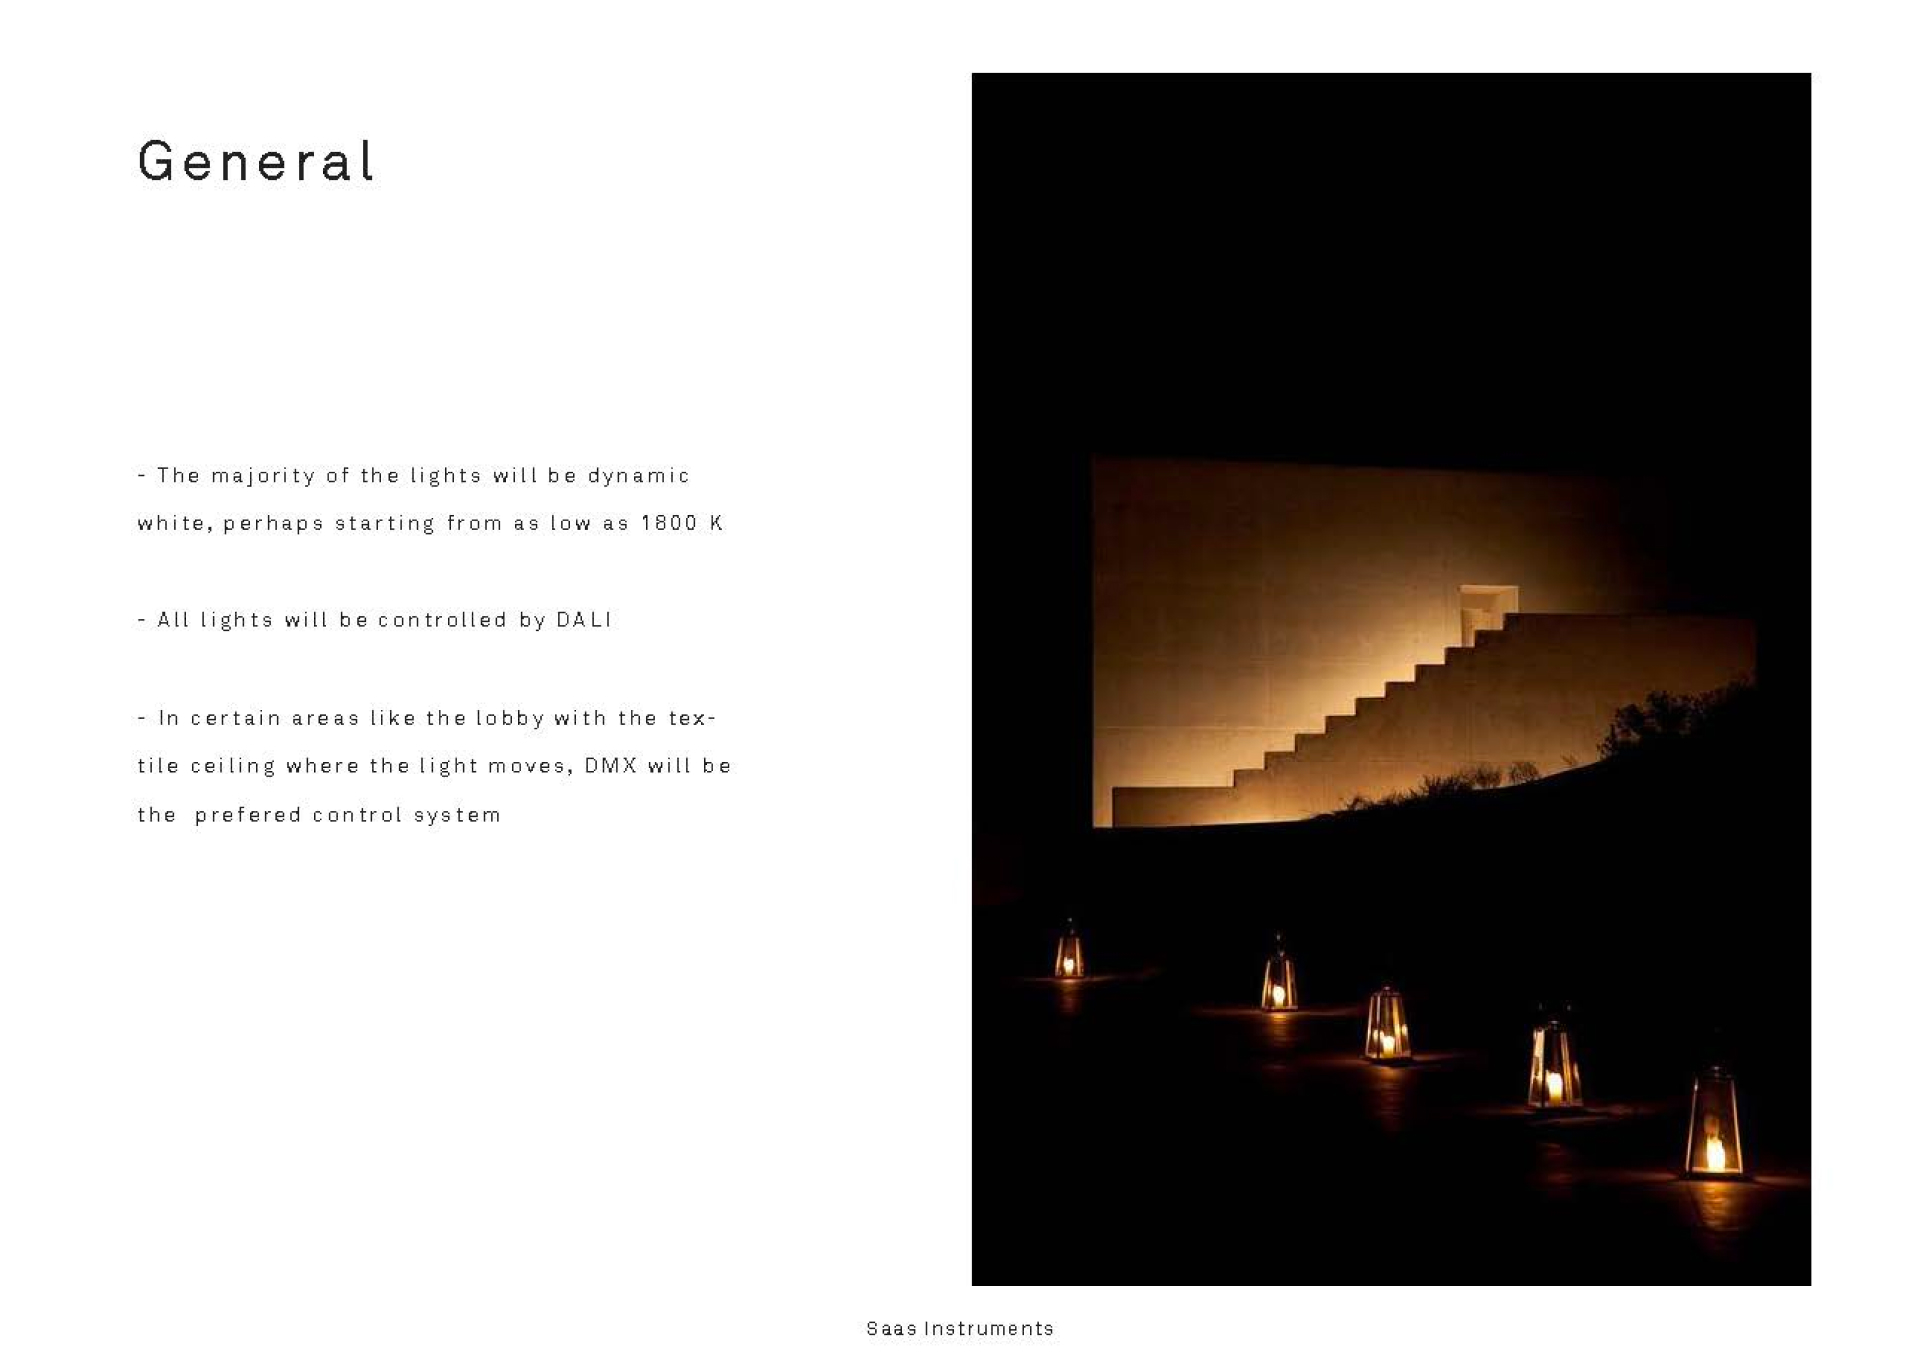 General
- The majority of the lights will be dynamic
white, perhaps starting from as low as 1800 K
- All lights will be controlled by DALI
- In certain areas like the lobby with the tex-
tile ceiling where the light moves, DMX will be
the  prefered control system
Saas Instruments